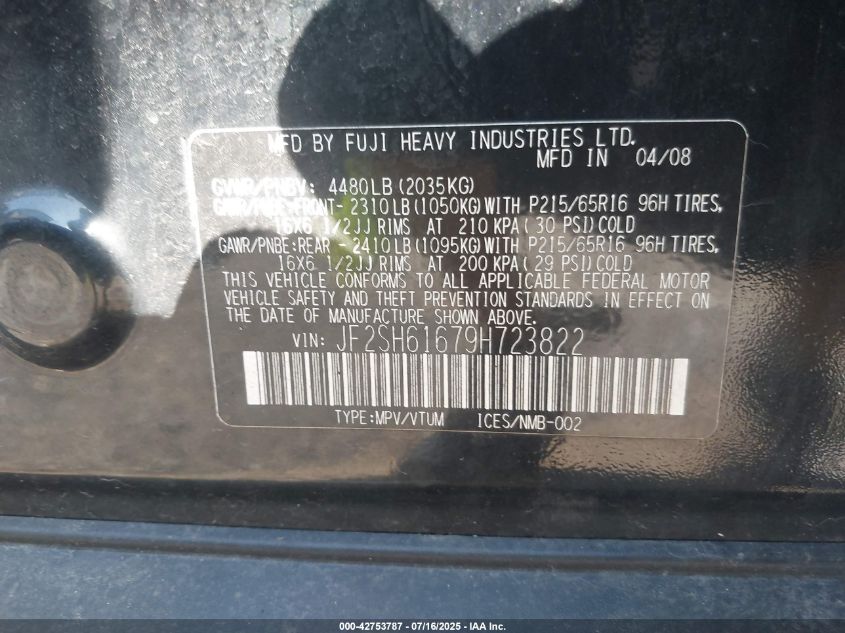 MFD BY FUJI HEAVY INDUSTRIES LTD.
MFD IN 04/08
GVWR/PNBV: 4480LB (2035KG)
GAWR/PNBE:FRONT- 2310LB (1050KG) WITH P215/65R16 96H TIRES,
16X6 1/2JJ RIMS AT 210 KPA ( 30 PSI) COLD
GAWR/PNBE:REAR -2410LB (1095KG) WITH P215/65R16 96H TIRES,
16X6 1/2JJ RIMS AT 200 KPA ( 29 PSI) COLD
THIS VEHICLE CONFORMS TO ALL APPLICABLE FEDERAL MOTOR
VEHICLE SAFETY AND THEFT PREVENTION STANDARDS IN EFFECT ON
THE DATE OF MANUFACTURE SHOWN ABOVE.
VIN: JF2SH61679H723822
TYPE:MPV/VTUM ICES/NMB-002
000-42753787 - 07/16/2025 - IAA Inc.